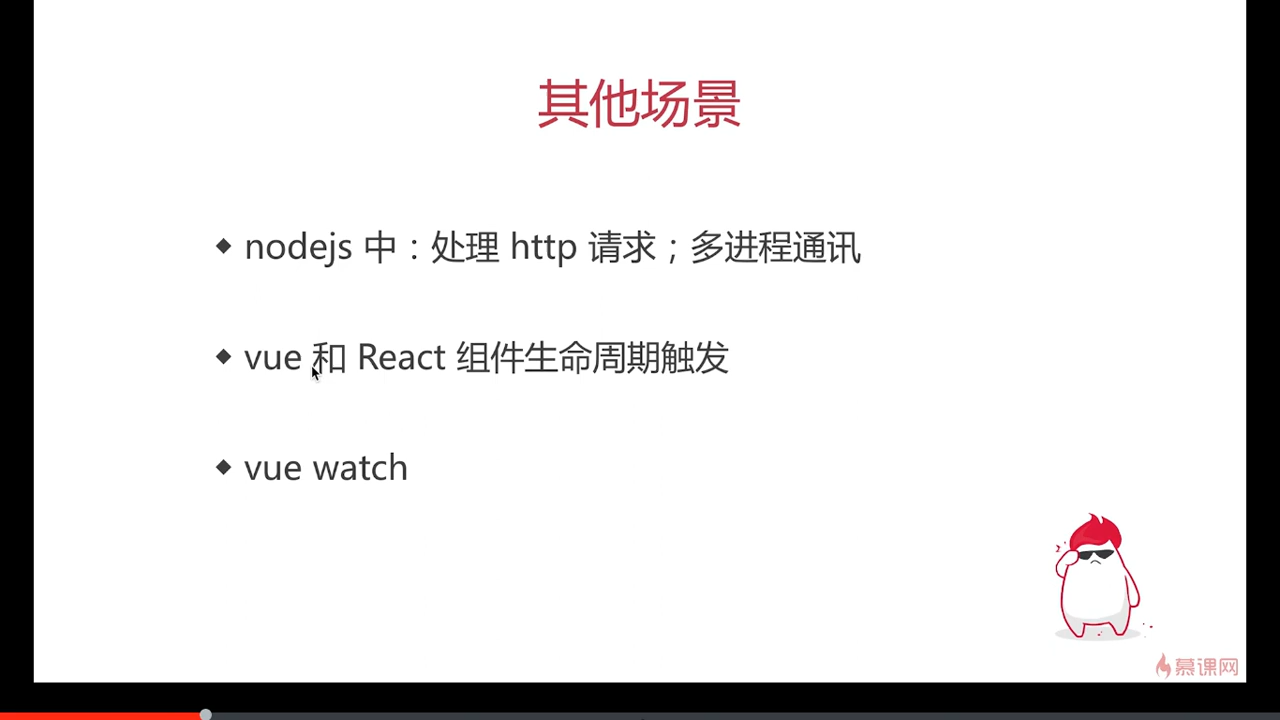 其他场景
◆ nodejs 中：处理 http 请求；多进程通讯
◆ vue 和 React 组件生命周期触发
◆ vue watch
慕课网